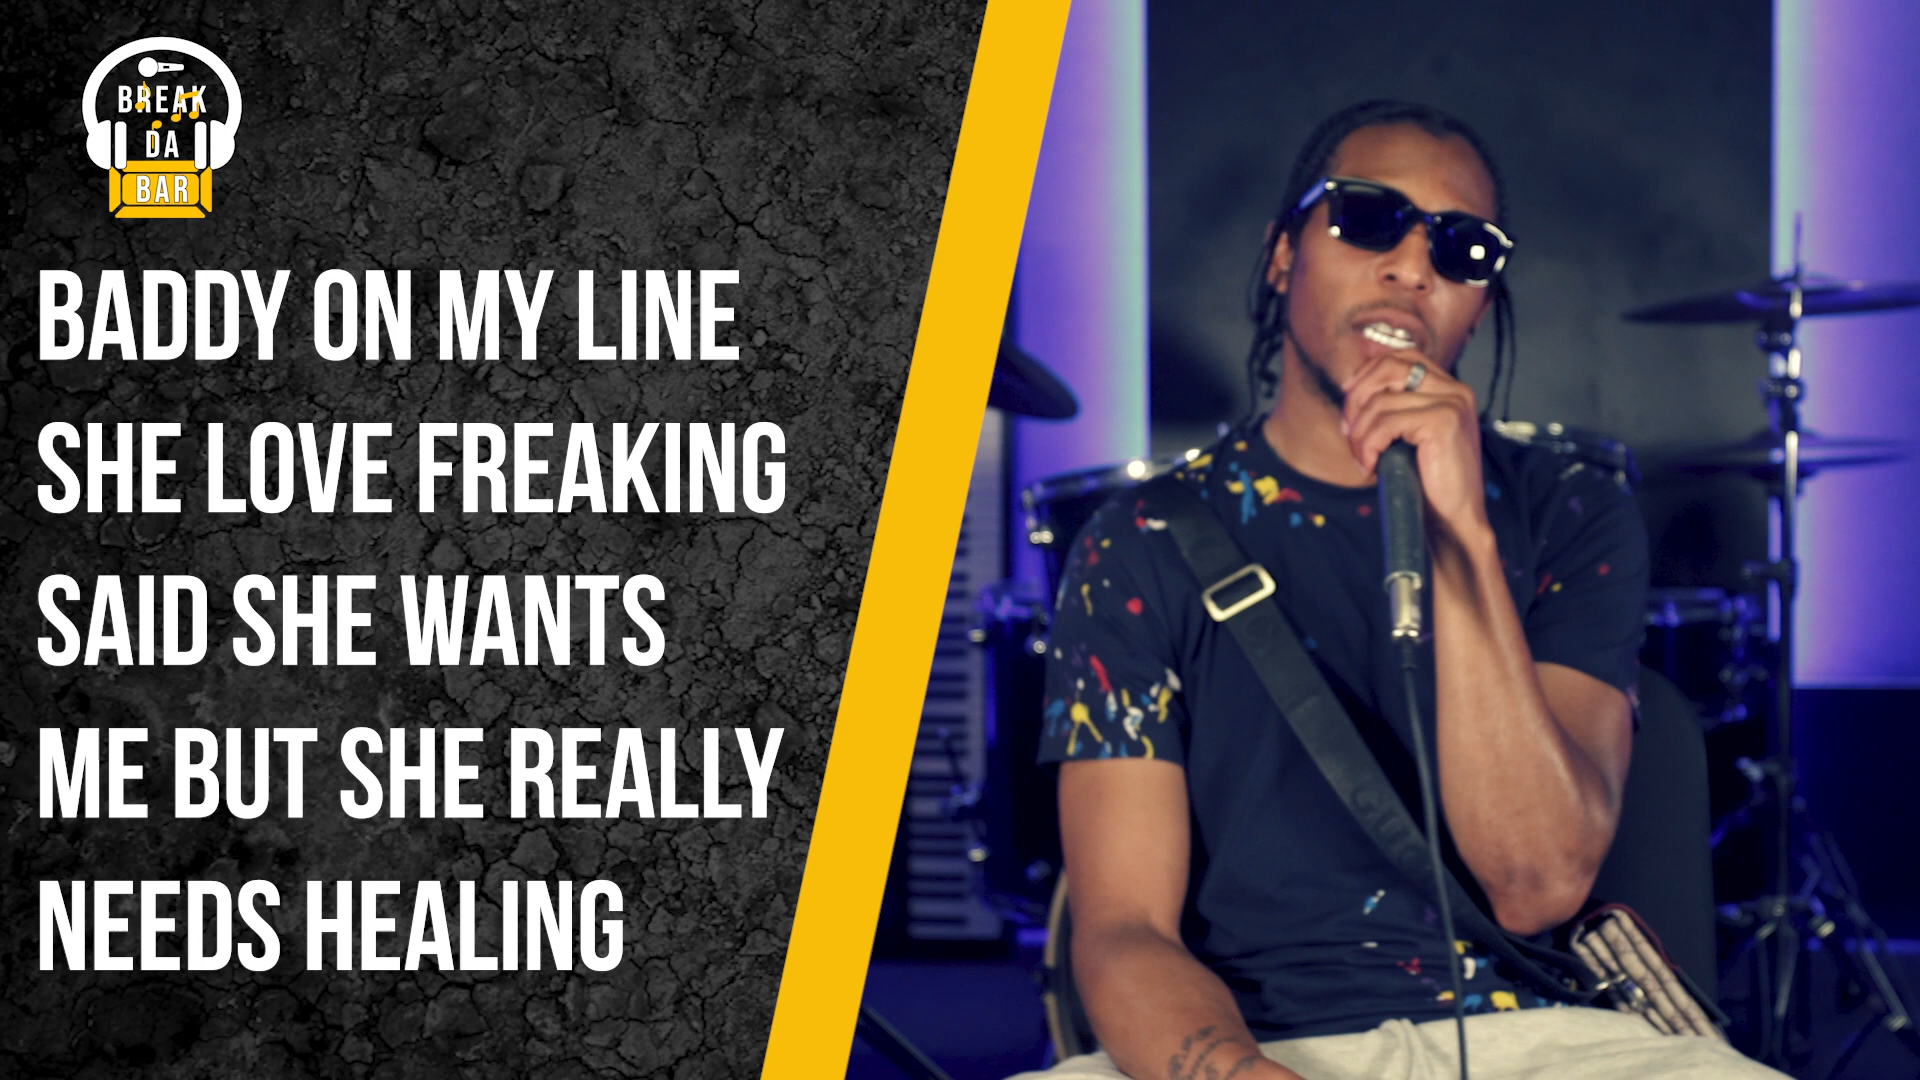 BREAK
DA
BAR
BADDY ON MY LINE
SHE LOVE FREAKING
SAID SHE WANTS
ME BUT SHE REALLY
NEEDS HEALING